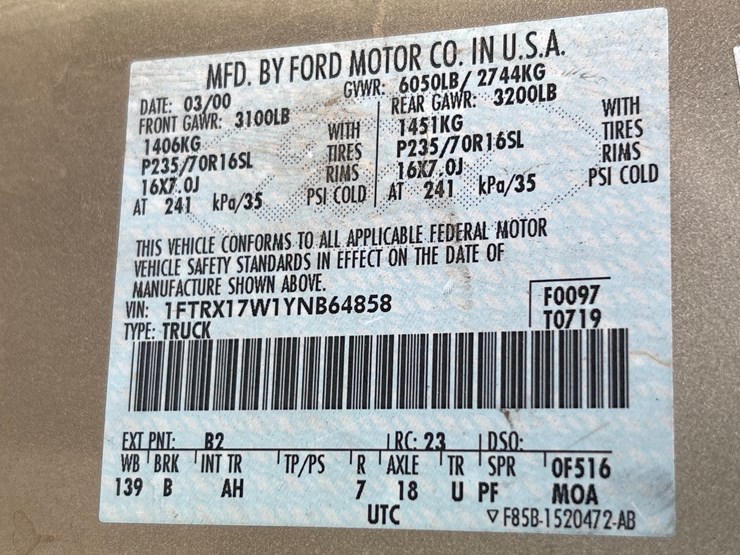 MFD. BY FORD MOTOR CO. IN U.S.A.
DATE: 03/00 GVWR: 6050LB/ 2744KG
FRONT GAWR: 3100LB REAR GAWR: 3200LB
1406KG WITH 1451KG WITH
P235/70R16SL TIRES P235/70R16SL TIRES
16X7.0J RIMS 16X7.0J RIMS
AT 241 kPa/35 PSI COLD AT 241 kPa/35 PSI COLD
THIS VEHICLE CONFORMS TO ALL APPLICABLE FEDERAL MOTOR
VEHICLE SAFETY STANDARDS IN EFFECT ON THE DATE OF
MANUFACTURE SHOWN ABOVE.
VIN: 1FTRX17W1YNB64858 F0097
TYPE: TRUCK T0719
EXT PNT: B2 RC: 23 DSO:
WB BRK INT TR TP/PS R AXLE TR SPR 0F516
139 B AH 7 18 U PF MOA
UTC ▽ F85B-1520472-AB